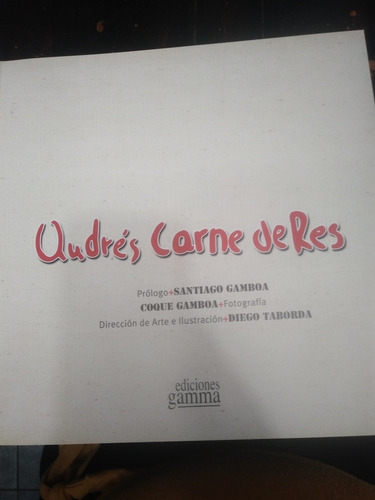 Andrés Carne de Res
Prólogo+SANTIAGO GAMBOA
COQUE GAMBOA+Fotografía
Dirección de Arte e Ilustración+DIEGO TABORDA
ediciones
gamma